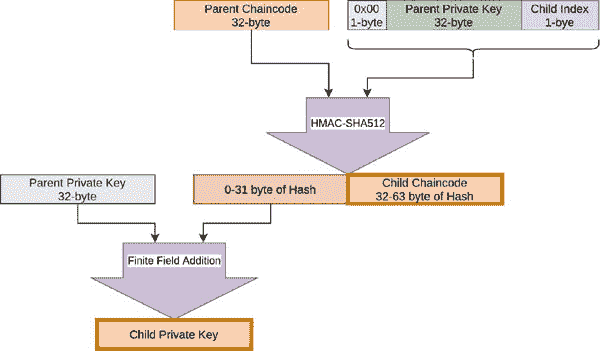 Parent Chaincode
32-byte
0x00
1-byte
Parent Private Key
32-bye
Child Index
1-bye
HMAC-SHA512
Parent Private Key
32-byte
0-31 byte of Hash
Child Chaincode
32-63 byte of Hash
Finite Field Addition
Child Private Key